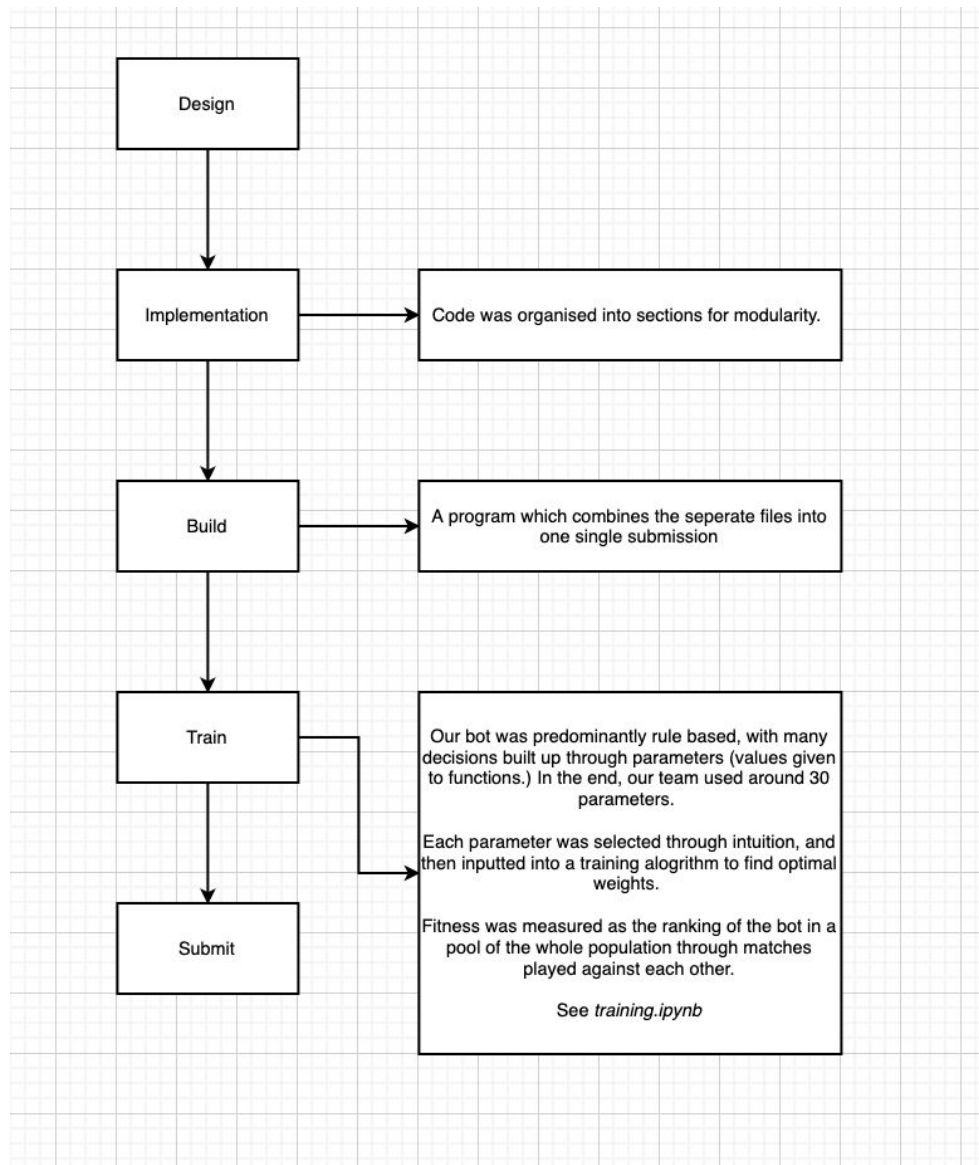 Design
Implementation
Code was organised into sections for modularity.
Build
A program which combines the seperate files into
one single submission
Train
Our bot was predominantly rule based, with many
decisions built up through parameters (values given
to functions.) In the end, our team used around 30
parameters.
Each parameter was selected through intuition, and
then inputted into a training alogrithm to find optimal
weights.
Fitness was measured as the ranking of the bot in a
pool of the whole population through matches
played against each other.
See training.ipynb
Submit